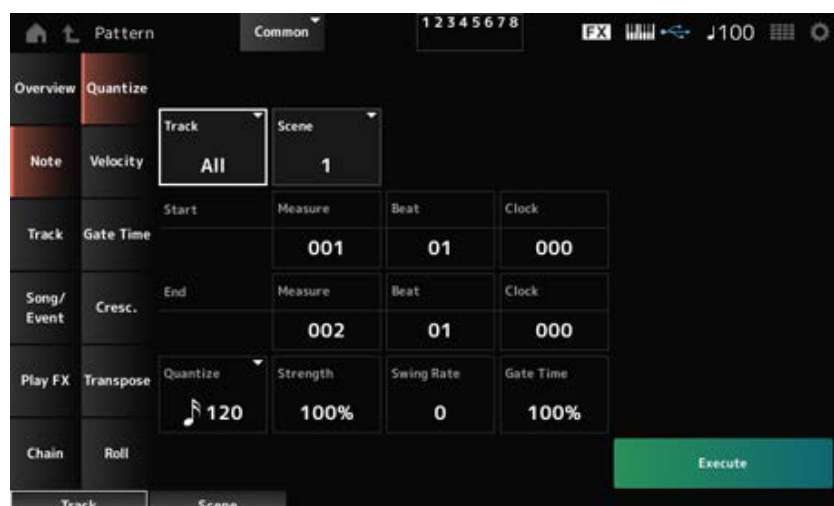 Pattern
Common
12345678
FX
♩100
Overview
Quantize
Note
Velocity
Track
All
Scene
1
Track
Gate Time
Start
Measure
001
Beat
01
Clock
000
Song/
Event
Cresc.
End
Measure
002
Beat
01
Clock
000
Play FX
Transpose
Quantize
120
Strength
100%
Swing Rate
0
Gate Time
100%
Chain
Roll
Execute
Track
Scene